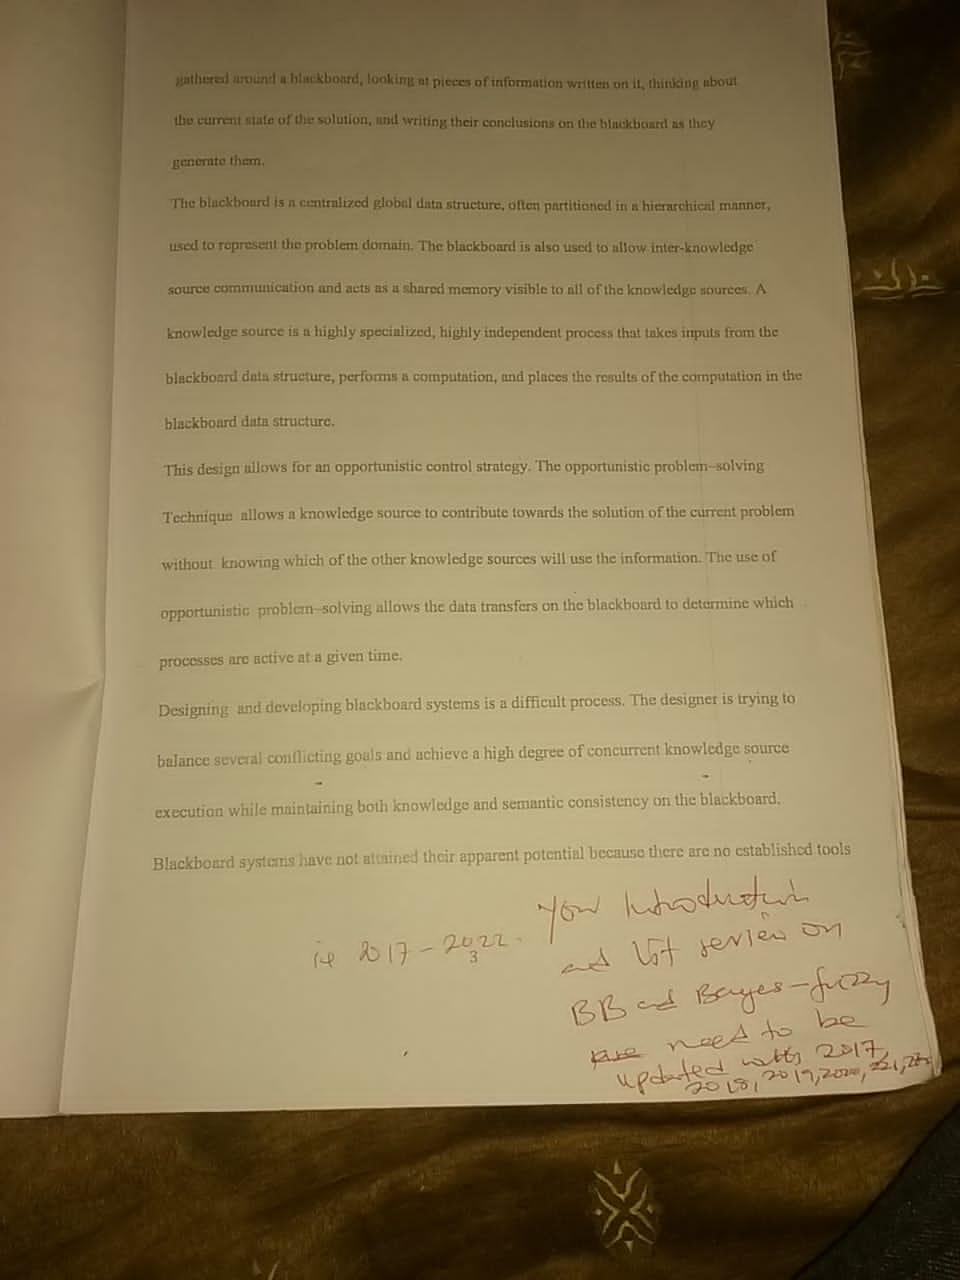 gathered around a blackboard, looking at pieces of information written on it, thinking about
the current state of the solution, and writing their conclusions on the blackboard as they
generate them.
The blackboard is a centralized global data structure, often partitioned in a hierarchical manner,
used to represent the problem domain. The blackboard is also used to allow inter-knowledge
source communication and acts as a shared memory visible to all of the knowledge sources. A
knowledge source is a highly specialized, highly independent process that takes inputs from the
blackboard data structure, performs a computation, and places the results of the computation in the
blackboard data structure.
This design allows for an opportunistic control strategy. The opportunistic problem–solving
Technique allows a knowledge source to contribute towards the solution of the current problem
without knowing which of the other knowledge sources will use the information. The use of
opportunistic problem–solving allows the data transfers on the blackboard to determine which
processes are active at a given time.
Designing and developing blackboard systems is a difficult process. The designer is trying to
balance several conflicting goals and achieve a high degree of concurrent knowledge source
execution while maintaining both knowledge and semantic consistency on the blackboard.
Blackboard systems have not attained their apparent potential because there are no established tools
ie 2017 - 2022.
3
Your Introduction
and Lit review on
BB and Bayes-fuzzy
are need to be
updated with 2017,
2018, 2019, 2020, 221,